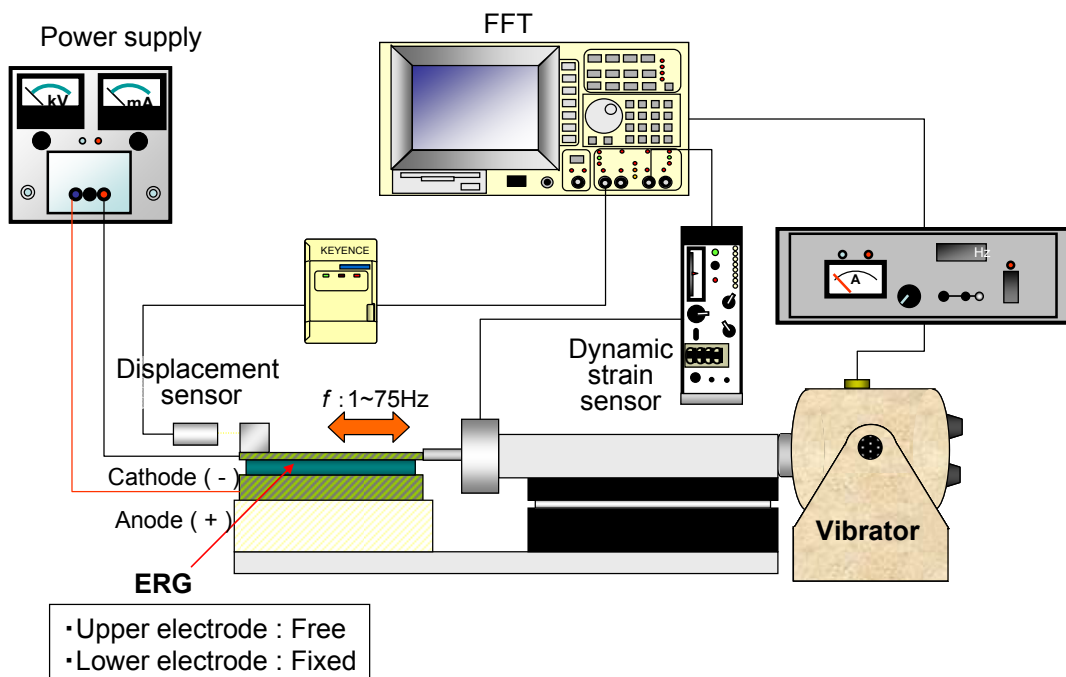 FFT
Power supply
kV
mA
KEYENCE
Hz
A
Displacement
sensor
f : 1~75Hz
Dynamic
strain
sensor
Cathode ( - )
Anode ( + )
Vibrator
ERG
・Upper electrode : Free
・Lower electrode : Fixed